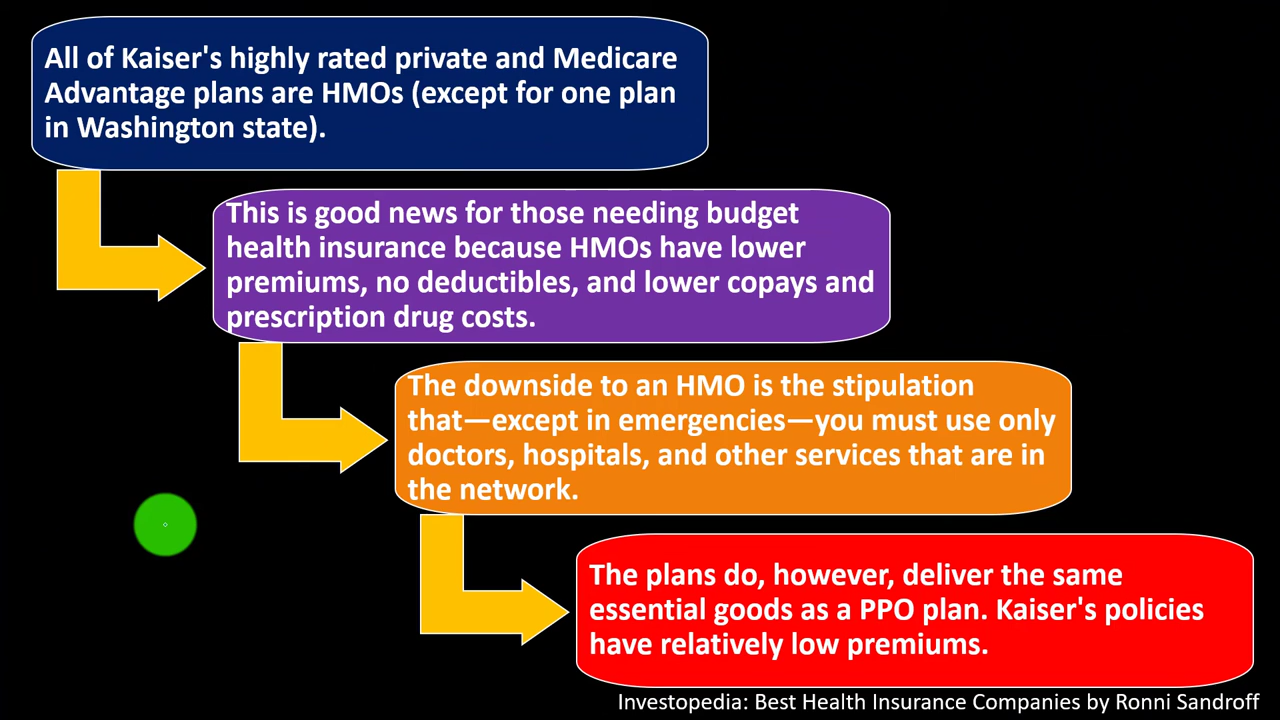 All of Kaiser's highly rated private and Medicare
Advantage plans are HMOs (except for one plan
in Washington state).
This is good news for those needing budget
health insurance because HMOs have lower
premiums, no deductibles, and lower copays and
prescription drug costs.
The downside to an HMO is the stipulation
that—except in emergencies—you must use only
doctors, hospitals, and other services that are in
the network.
The plans do, however, deliver the same
essential goods as a PPO plan. Kaiser's policies
have relatively low premiums.
Investopedia: Best Health Insurance Companies by Ronni Sandroff